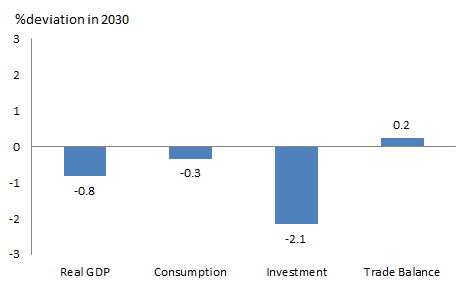 %deviation in 2030
3
2
1
0
-1
-2
-3
-0.8
-0.3
-2.1
0.2
Real GDP
Consumption
Investment
Trade Balance